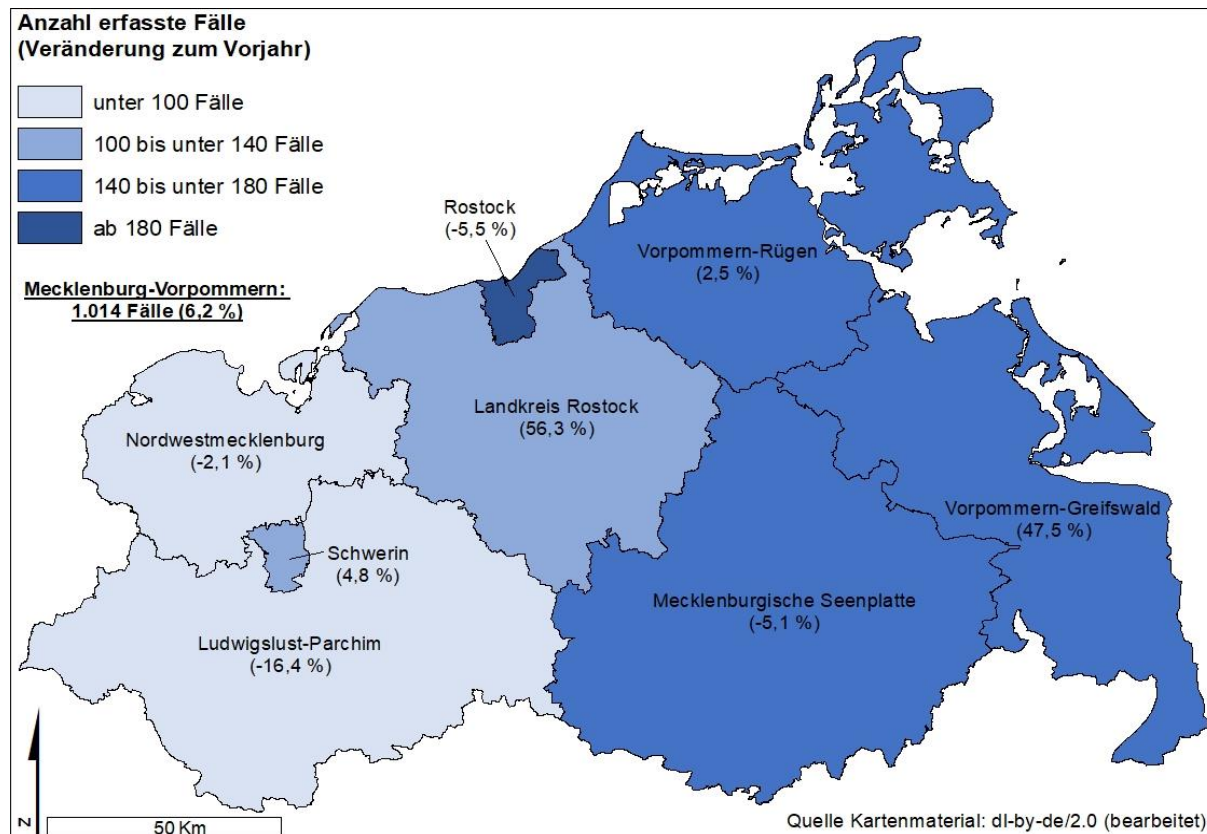 Anzahl erfasste Fälle
(Veränderung zum Vorjahr)
unter 100 Fälle
100 bis unter 140 Fälle
140 bis unter 180 Fälle
ab 180 Fälle
Mecklenburg-Vorpommern:
1.014 Fälle (6,2 %)
Rostock
(-5,5 %)
Vorpommern-Rügen
(2,5 %)
Landkreis Rostock
(56,3 %)
Nordwestmecklenburg
(-2,1 %)
Vorpommern-Greifswald
(47,5 %)
Schwerin
(4,8 %)
Mecklenburgische Seenplatte
(-5,1 %)
Ludwigslust-Parchim
(-16,4 %)
N
50 Km
Quelle Kartenmaterial: dl-by-de/2.0 (bearbeitet)